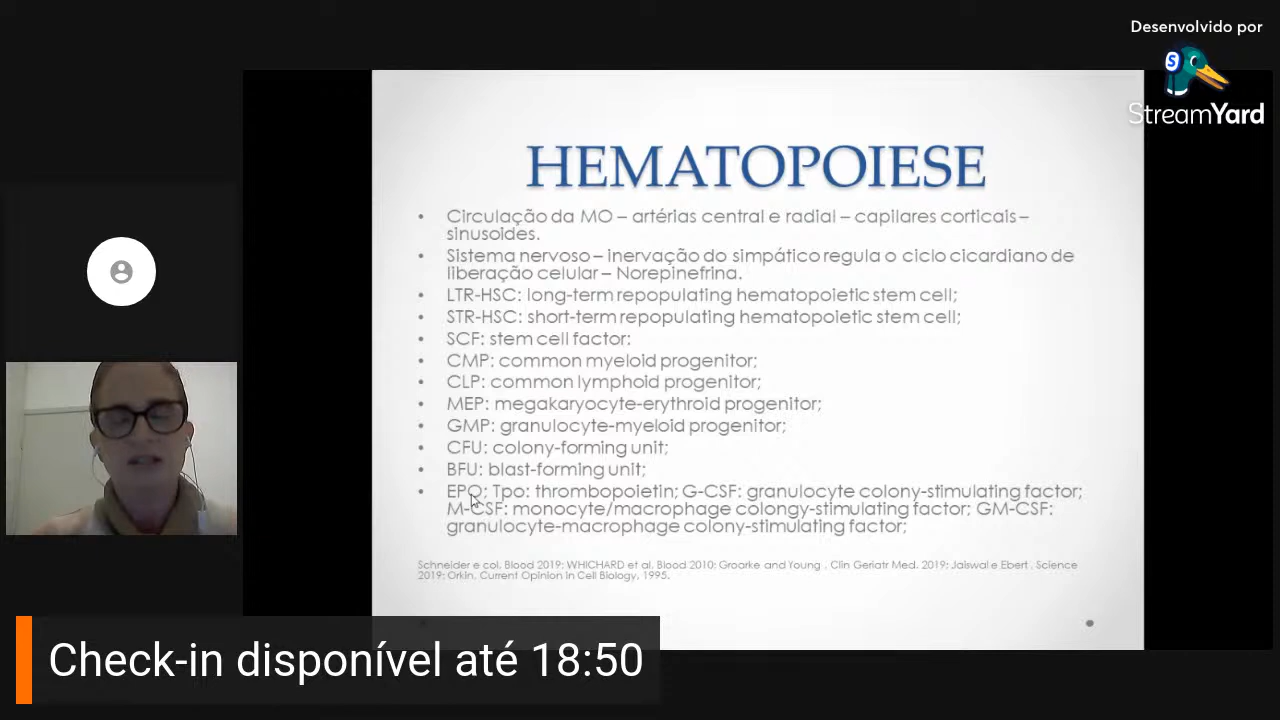 Desenvolvido por
StreamYard
HEMATOPOIESE
• Circulação da MO – artérias central e radial – capilares corticais –
sinusoides.
• Sistema nervoso – inervação do simpático regula o ciclo cicardiano de
liberação celular – Norepinefrina.
• LTR-HSC: long-term repopulating hematopoietic stem cell;
• STR-HSC: short-term repopulating hematopoietic stem cell;
• SCF: stem cell factor:
• CMP: common myeloid progenitor;
• CLP: common lymphoid progenitor;
• MEP: megakaryocyte-erythroid progenitor;
• GMP: granulocyte-myeloid progenitor;
• CFU: colony-forming unit;
• BFU: blast-forming unit;
• EPO; Tpo: thrombopoietin; G-CSF: granulocyte colony-stimulating factor;
M-CSF: monocyte/macrophage colongy-stimulating factor; GM-CSF:
granulocyte-macrophage colony-stimulating factor;
Schneider e col, Blood 2019; WHICHARD et al, Blood 2010; Groarke and Young , Clin Geriatr Med, 2019; Jaiswal e Ebert , Science
2019; Orkin, Current Opinion in Cell Biology, 1995.
Check-in disponível até 18:50